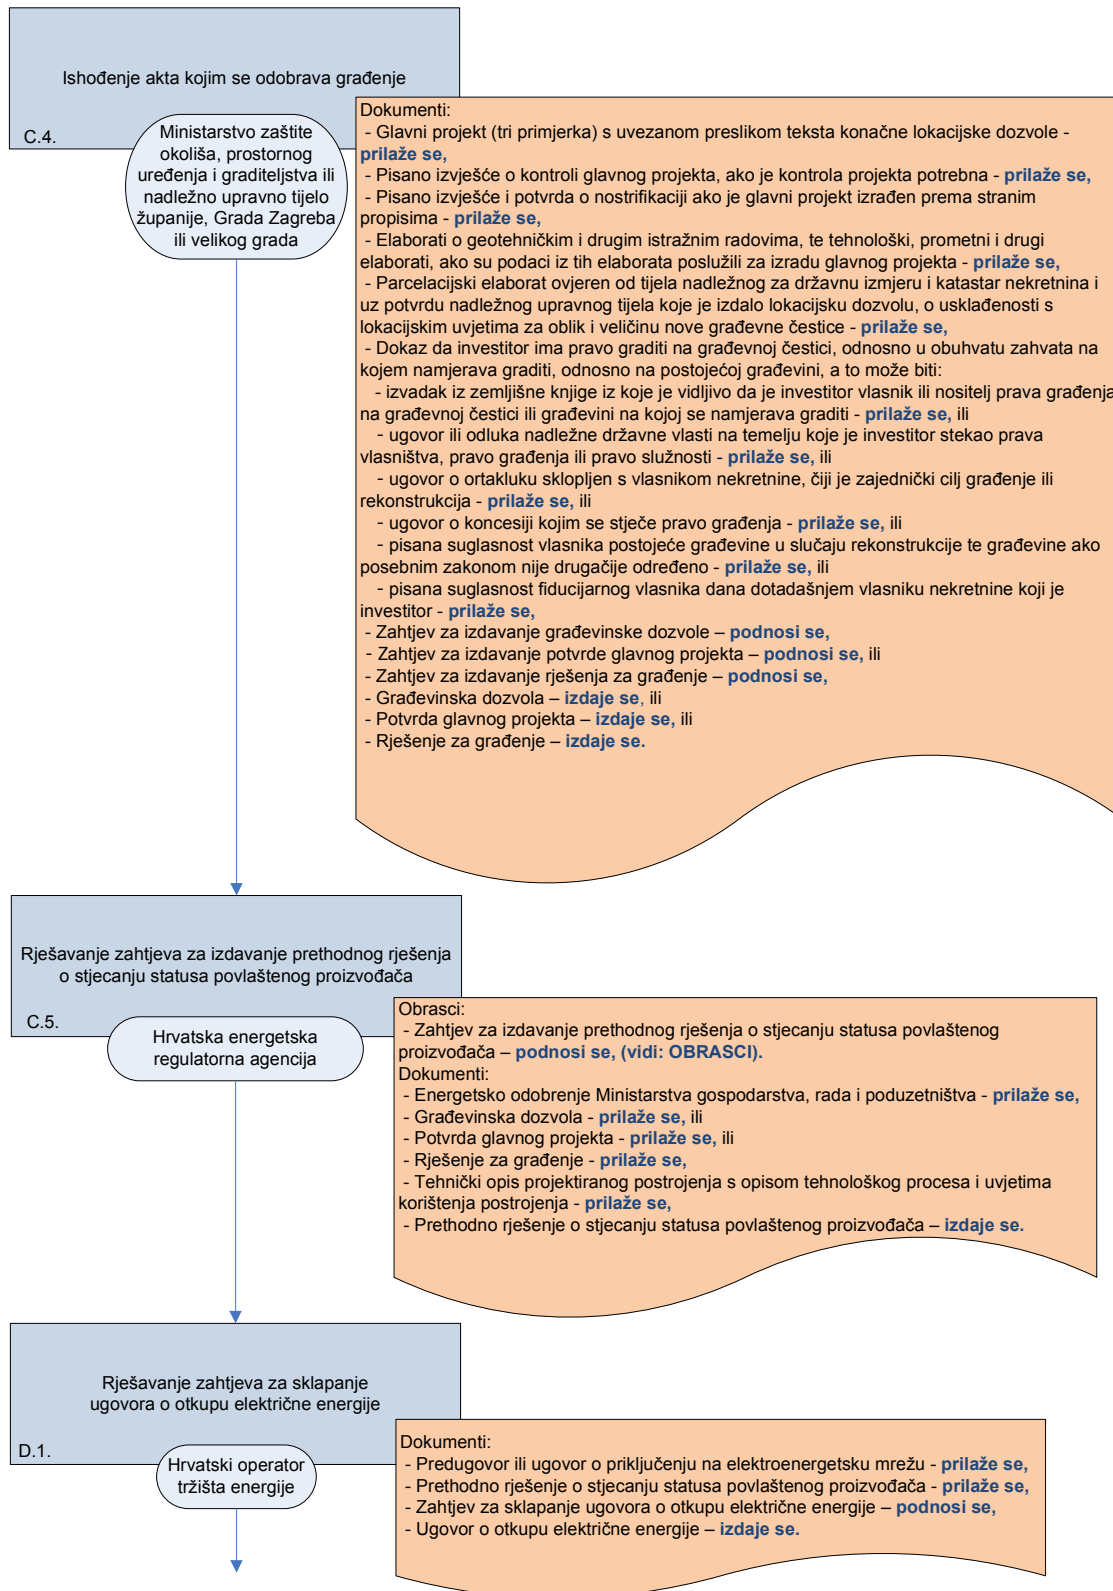 Ishođenje akta kojim se odobrava građenje
C.4.
Ministarstvo zaštite
okoliša, prostornog
uređenja i graditeljstva ili
nadležno upravno tijelo
županije, Grada Zagreba
ili velikog grada
Dokumenti:
- Glavni projekt (tri primjerka) s uvezanom preslikom teksta konačne lokacijske dozvole -
prilaže se,
- Pisano izvješće o kontroli glavnog projekta, ako je kontrola projekta potrebna - prilaže se,
- Pisano izvješće i potvrda o nostrifikaciji ako je glavni projekt izrađen prema stranim
propisima - prilaže se,
- Elaborati o geotehničkim i drugim istražnim radovima, te tehnološki, prometni i drugi
elaborati, ako su podaci iz tih elaborata poslužili za izradu glavnog projekta - prilaže se,
- Parcelacijski elaborat ovjeren od tijela nadležnog za državnu izmjeru i katastar nekretnina i
uz potvrdu nadležnog upravnog tijela koje je izdalo lokacijsku dozvolu, o usklađenosti s
lokacijskim uvjetima za oblik i veličinu nove građevne čestice - prilaže se,
- Dokaz da investitor ima pravo graditi na građevnoj čestici, odnosno u obuhvatu zahvata na
kojem namjerava graditi, odnosno na postojećoj građevini, a to može biti:
- izvadak iz zemljišne knjige iz koje je vidljivo da je investitor vlasnik ili nositelj prava građenja
na građevnoj čestici ili građevini na kojoj se namjerava graditi - prilaže se, ili
- ugovor ili odluka nadležne državne vlasti na temelju koje je investitor stekao prava
vlasništva, pravo građenja ili pravo služnosti - prilaže se, ili
- ugovor o ortakluku sklopljen s vlasnikom nekretnine, čiji je zajednički cilj građenje ili
rekonstrukcija - prilaže se, ili
- ugovor o koncesiji kojim se stječe pravo građenja - prilaže se, ili
- pisana suglasnost vlasnika postojeće građevine u slučaju rekonstrukcije te građevine ako
posebnim zakonom nije drugačije određeno - prilaže se, ili
- pisana suglasnost fiducijarnog vlasnika dana dotadašnjem vlasniku nekretnine koji je
investitor - prilaže se,
- Zahtjev za izdavanje građevinske dozvole – podnosi se,
- Zahtjev za izdavanje potvrde glavnog projekta – podnosi se, ili
- Zahtjev za izdavanje rješenja za građenje – podnosi se,
- Građevinska dozvola – izdaje se, ili
- Potvrda glavnog projekta – izdaje se, ili
- Rješenje za građenje – izdaje se.
Rješavanje zahtjeva za izdavanje prethodnog rješenja
o stjecanju statusa povlaštenog proizvođača
C.5.
Hrvatska energetska
regulatorna agencija
Obrasci:
- Zahtjev za izdavanje prethodnog rješenja o stjecanju statusa povlaštenog
proizvođača – podnosi se, (vidi: OBRASCI).
Dokumenti:
- Energetsko odobrenje Ministarstva gospodarstva, rada i poduzetništva - prilaže se,
- Građevinska dozvola - prilaže se, ili
- Potvrda glavnog projekta - prilaže se, ili
- Rješenje za građenje - prilaže se,
- Tehnički opis projektiranog postrojenja s opisom tehnološkog procesa i uvjetima
korištenja postrojenja - prilaže se,
- Prethodno rješenje o stjecanju statusa povlaštenog proizvođača – izdaje se.
Rješavanje zahtjeva za sklapanje
ugovora o otkupu električne energije
D.1.
Hrvatski operator
tržišta energije
Dokumenti:
- Predugovor ili ugovor o priključenju na elektroenergetsku mrežu - prilaže se,
- Prethodno rješenje o stjecanju statusa povlaštenog proizvođača - prilaže se,
- Zahtjev za sklapanje ugovora o otkupu električne energije – podnosi se,
- Ugovor o otkupu električne energije – izdaje se.